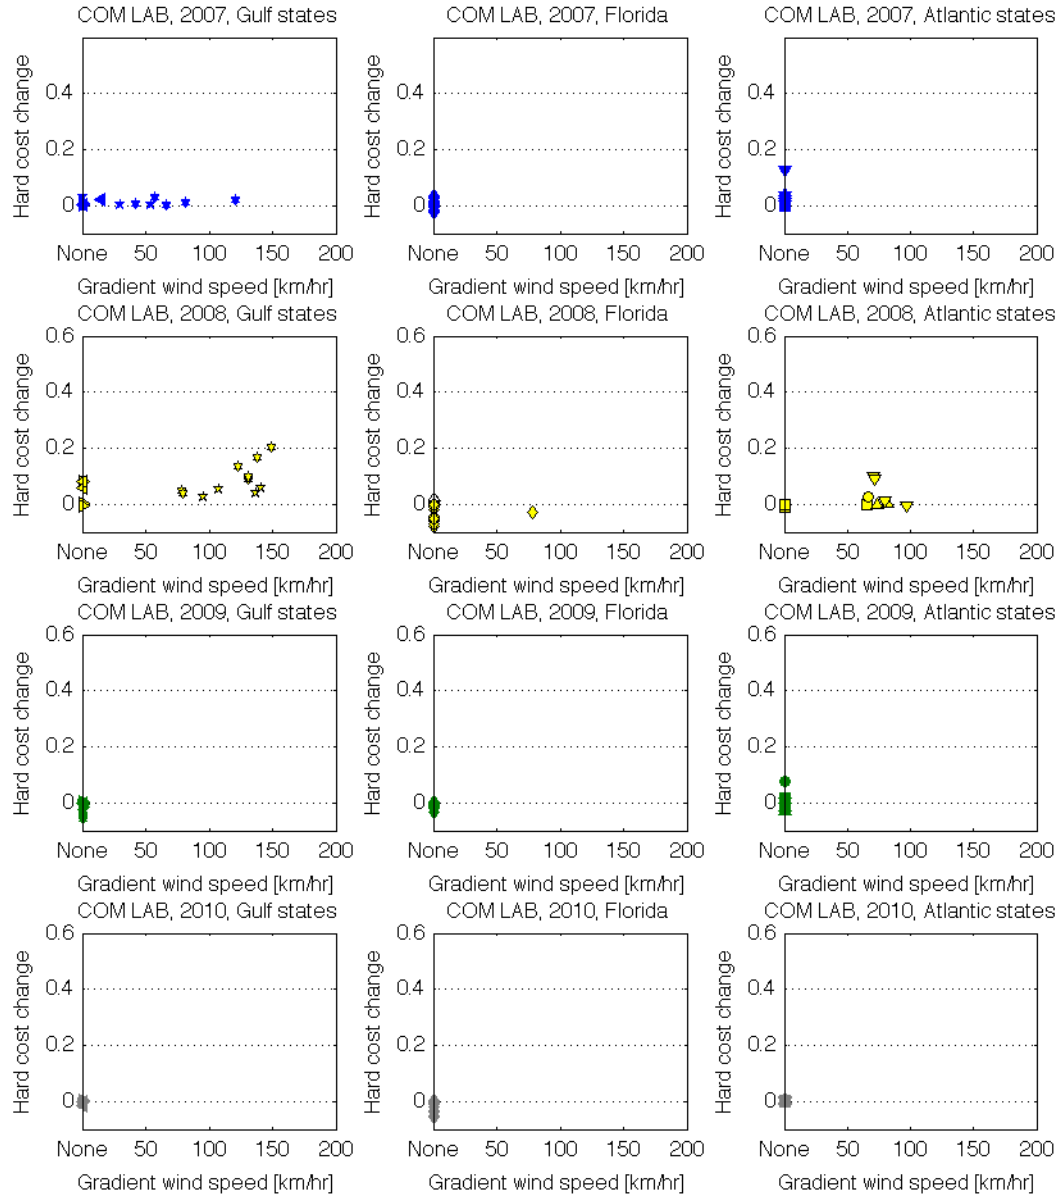 COM LAB, 2007, Gulf states
COM LAB, 2007, Florida
COM LAB, 2007, Atlantic states
Hard cost change
0.4
0.2
0
None 50 100 150 200
Gradient wind speed [km/hr]
Hard cost change
0.4
0.2
0
None 50 100 150 200
Gradient wind speed [km/hr]
Hard cost change
0.4
0.2
0
None 50 100 150 200
Gradient wind speed [km/hr]
COM LAB, 2008, Gulf states
COM LAB, 2008, Florida
COM LAB, 2008, Atlantic states
Hard cost change
0.6
0.4
0.2
0
None 50 100 150 200
Gradient wind speed [km/hr]
Hard cost change
0.6
0.4
0.2
0
None 50 100 150 200
Gradient wind speed [km/hr]
Hard cost change
0.6
0.4
0.2
0
None 50 100 150 200
Gradient wind speed [km/hr]
COM LAB, 2009, Gulf states
COM LAB, 2009, Florida
COM LAB, 2009, Atlantic states
Hard cost change
0.6
0.4
0.2
0
None 50 100 150 200
Gradient wind speed [km/hr]
Hard cost change
0.6
0.4
0.2
0
None 50 100 150 200
Gradient wind speed [km/hr]
Hard cost change
0.6
0.4
0.2
0
None 50 100 150 200
Gradient wind speed [km/hr]
COM LAB, 2010, Gulf states
COM LAB, 2010, Florida
COM LAB, 2010, Atlantic states
Hard cost change
0.6
0.4
0.2
0
None 50 100 150 200
Gradient wind speed [km/hr]
Hard cost change
0.6
0.4
0.2
0
None 50 100 150 200
Gradient wind speed [km/hr]
Hard cost change
0.6
0.4
0.2
0
None 50 100 150 200
Gradient wind speed [km/hr]